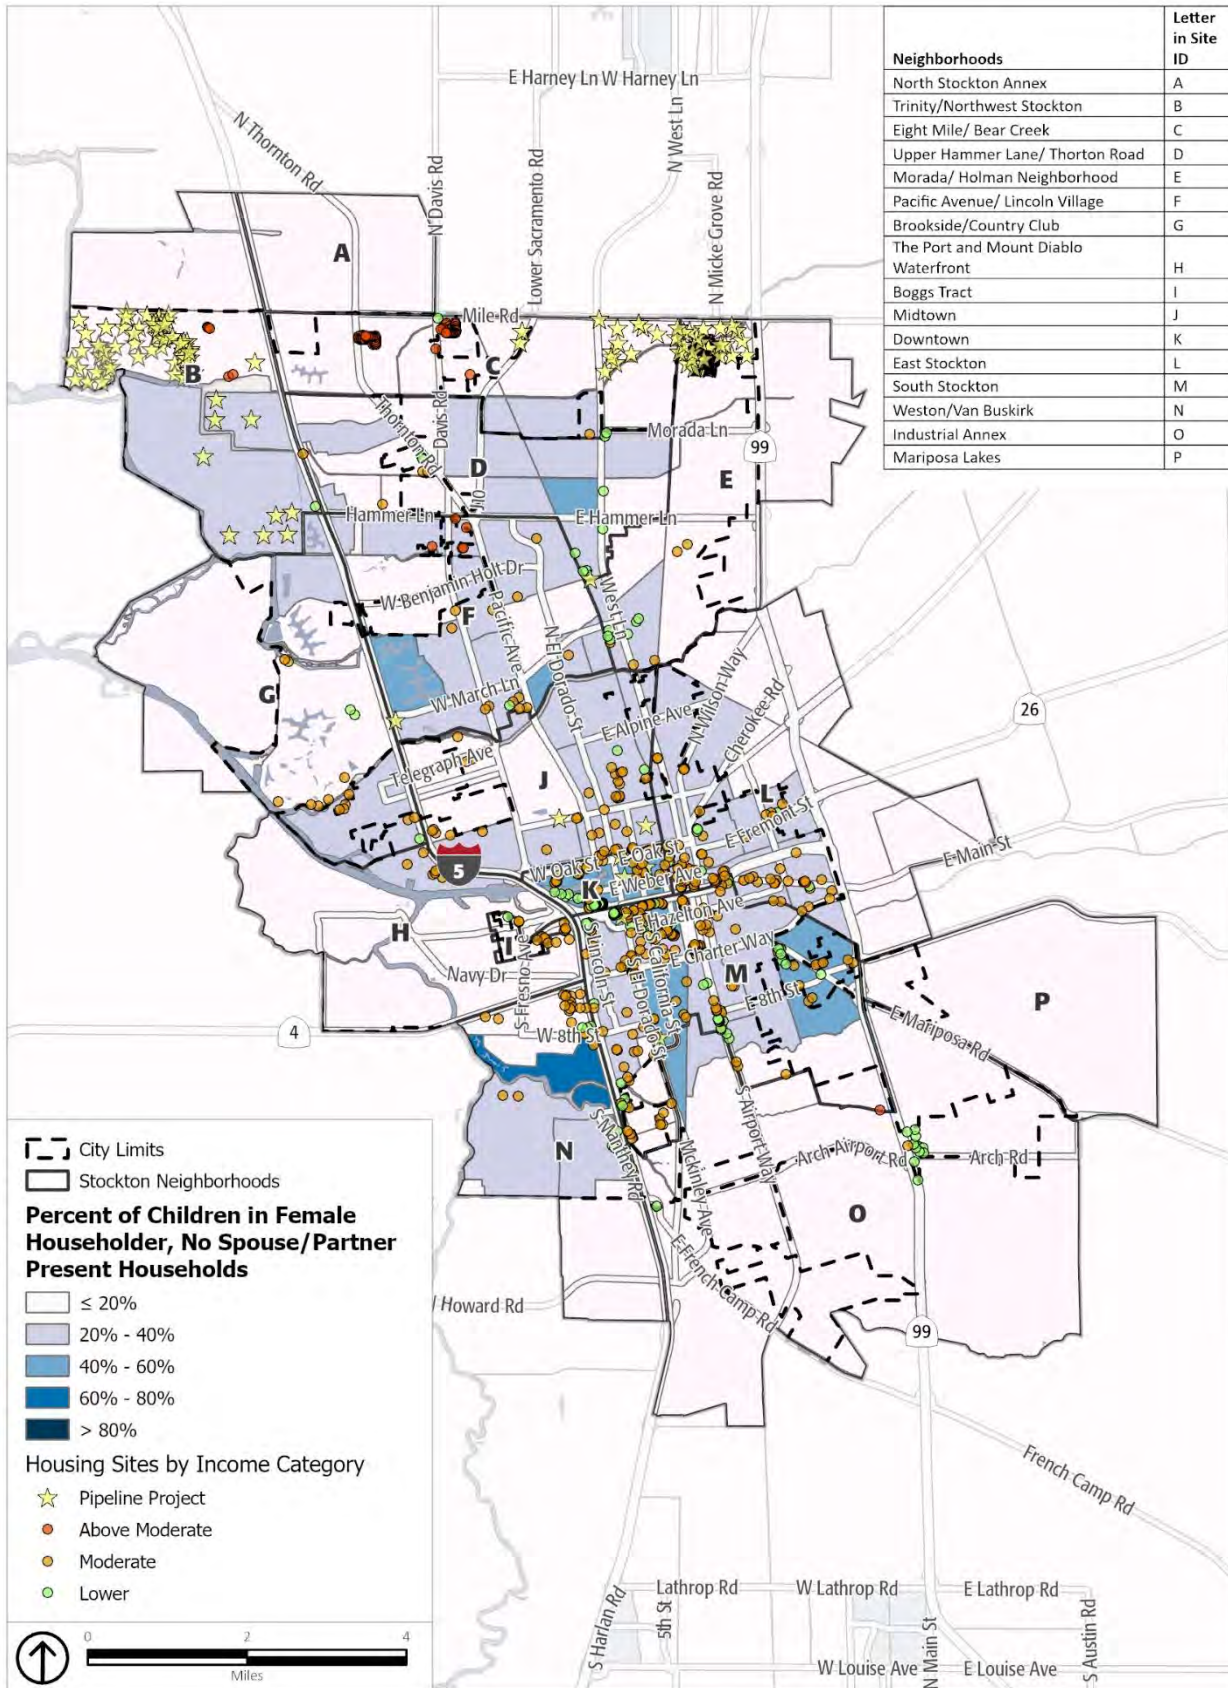 Neighborhoods
Letter
in Site
ID
North Stockton Annex A
Trinity/Northwest Stockton B
Eight Mile/ Bear Creek C
Upper Hammer Lane/ Thorton Road D
Morada/ Holman Neighborhood E
Pacific Avenue/ Lincoln Village F
Brookside/Country Club G
The Port and Mount Diablo
Waterfront H
Boggs Tract I
Midtown J
Downtown K
East Stockton L
South Stockton M
Weston/Van Buskirk N
Industrial Annex O
Mariposa Lakes P
E Harney Ln
W Harney Ln
N Thornton Rd
N Davis Rd
Lower Sacramento Rd
N West Ln
N Micke Grove Rd
A
Mile Rd
B
C
Thornton Rd
Davis Rd
Morada Ln
99
D
E
J10
Hammer Ln
E Hammer Ln
W Benjamin Holt Dr
F
Pacific Ave
N El Dorado St
West Ln
G
W March Ln
N Wilson Way
Cherokee Rd
26
E Alpine Ave
Telegraph Ave
J
L
E Fremont St
E Main St
5
W Oak St
E Oak St
K
E Weber Ave
E Hazelton Ave
H
I
Navy Dr
S Fresno Ave
S Lincoln St
S El Dorado St
S California St
E Charter Way
M
E 8th St
P
4
W 8th St
E Mariposa Rd
N
S Manthey Rd
Mckinley Ave
S Airport Way
Arch Airport Rd
Arch Rd
O
E French Camp Rd
Howard Rd
99
French Camp Rd
S Harlan Rd
Lathrop Rd
W Lathrop Rd
E Lathrop Rd
5th St
N Main St
S Austin Rd
W Louise Ave
E Louise Ave
City Limits
Stockton Neighborhoods
Percent of Children in Female
Householder, No Spouse/Partner
Present Households
≤ 20%
20% - 40%
40% - 60%
60% - 80%
> 80%
Housing Sites by Income Category
Pipeline Project
Above Moderate
Moderate
Lower
0 2 4
Miles